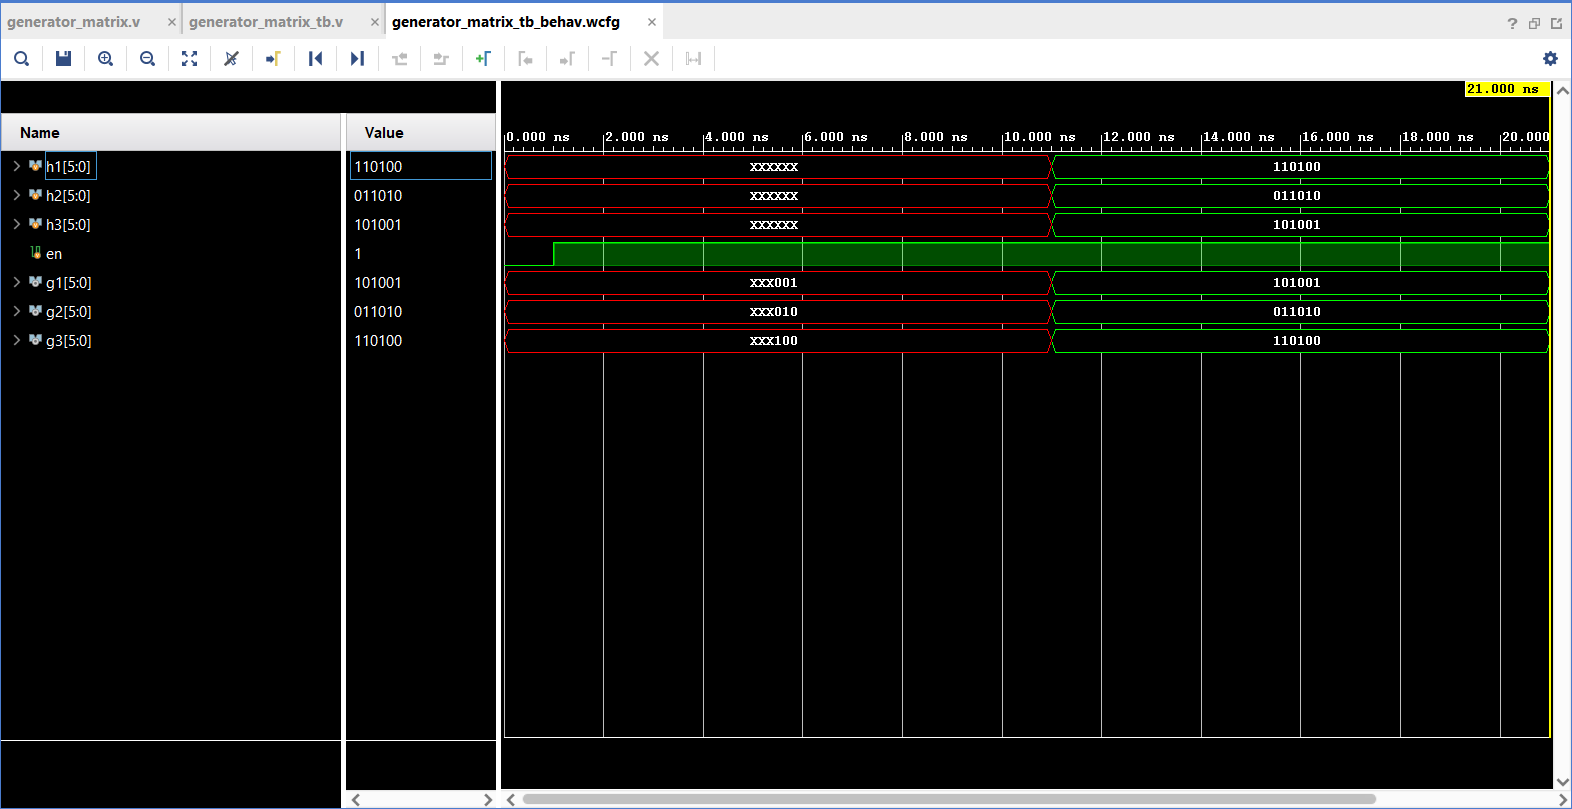 generator_matrix.v × generator_matrix_tb.v × generator_matrix_tb_behav.wcfg ×
?
21.000 ns
Name Value 0.000 ns 2.000 ns 4.000 ns 6.000 ns 8.000 ns 10.000 ns 12.000 ns 14.000 ns 16.000 ns 18.000 ns 20.000
h1[5:0] 110100 XXXXXX 110100
h2[5:0] 011010 XXXXXX 011010
h3[5:0] 101001 XXXXXX 101001
en 1
g1[5:0] 101001 XXX001 101001
g2[5:0] 011010 XXX010 011010
g3[5:0] 110100 XXX100 110100